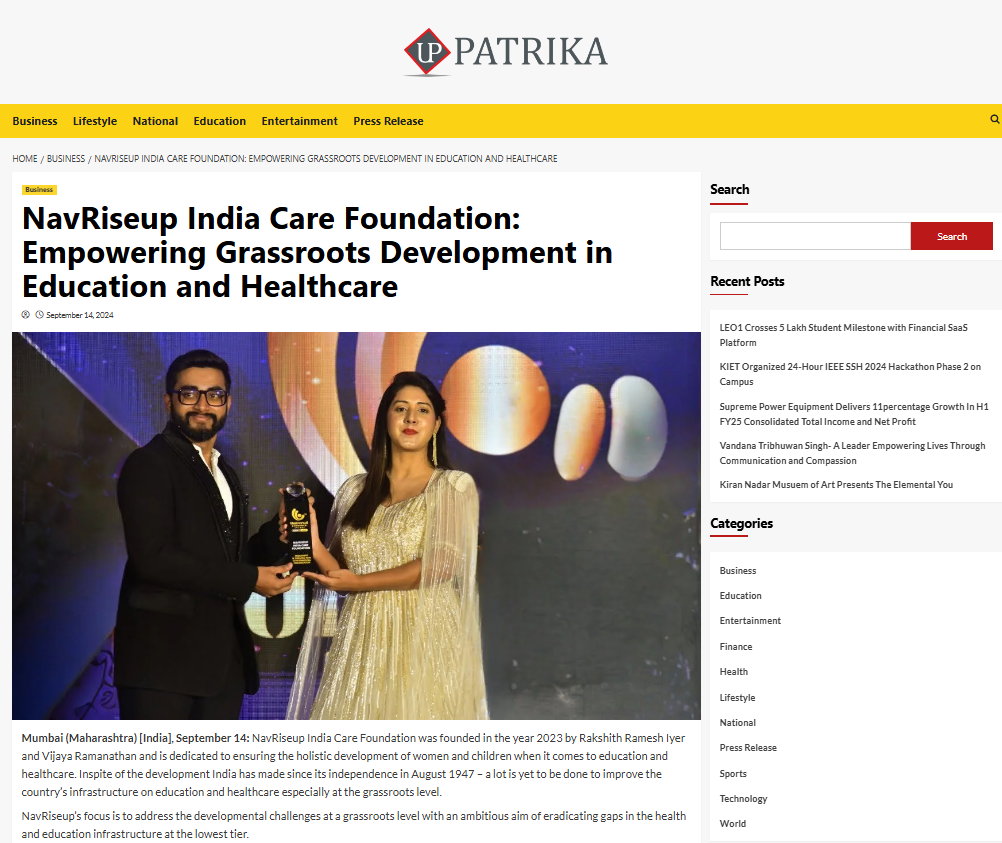 UP PATRIKA
Business Lifestyle National Education Entertainment Press Release
HOME / BUSINESS / NAVRISEUP INDIA CARE FOUNDATION: EMPOWERING GRASSROOTS DEVELOPMENT IN EDUCATION AND HEALTHCARE
Business
NavRiseup India Care Foundation:
Empowering Grassroots Development in
Education and Healthcare
September 14, 2024
Mumbai (Maharashtra) [India], September 14: NavRiseup India Care Foundation was founded in the year 2023 by Rakshith Ramesh Iyer
and Vijaya Ramanathan and is dedicated to ensuring the holistic development of women and children when it comes to education and
healthcare. Inspite of the development India has made since its independence in August 1947 – a lot is yet to be done to improve the
country’s infrastructure on education and healthcare especially at the grassroots level.
NavRiseup’s focus is to address the developmental challenges at a grassroots level with an ambitious aim of eradicating gaps in the health
and education infrastructure at the lowest tier.
Search
Search
Recent Posts
LEO1 Crosses 5 Lakh Student Milestone with Financial SaaS
Platform
KIET Organized 24-Hour IEEE SSH 2024 Hackathon Phase 2 on
Campus
Supreme Power Equipment Delivers 11percentage Growth In H1
FY25 Consolidated Total Income and Net Profit
Vandana Tribhuwan Singh- A Leader Empowering Lives Through
Communication and Compassion
Kiran Nadar Musuem of Art Presents The Elemental You
Categories
Business
Education
Entertainment
Finance
Health
Lifestyle
National
Press Release
Sports
Technology
World